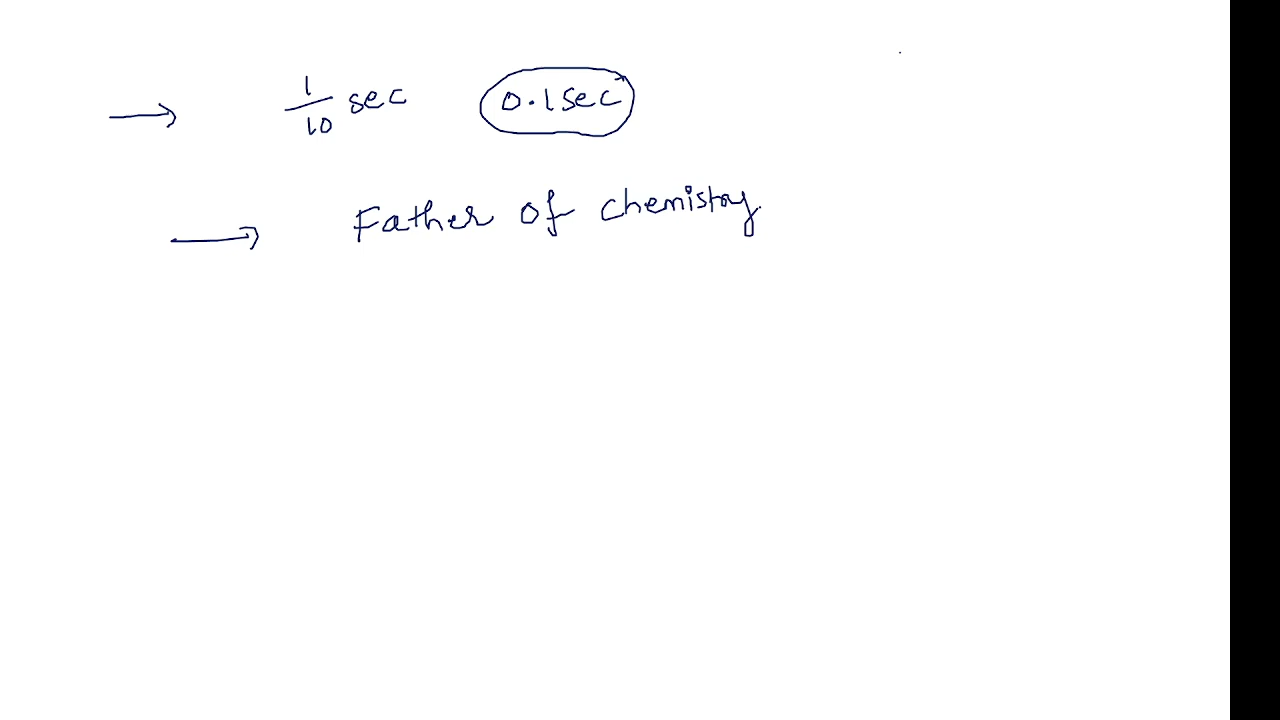 → 1/10 sec 0.1sec
→ Father of chemistry